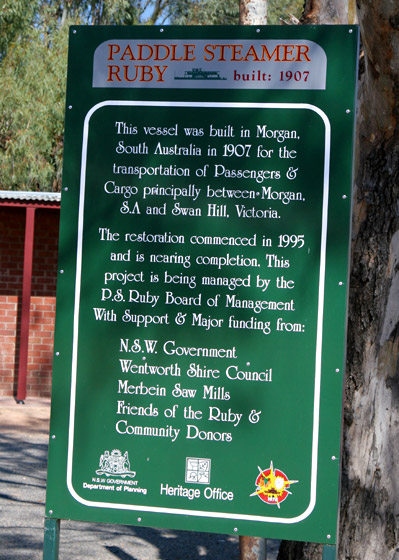 PADDLE STEAMER
RUBY built: 1907
This vessel was built in Morgan,
South Australia in 1907 for the
transportation of Passengers &
Cargo principally between Morgan,
S.A and Swan Hill, Victoria.
The restoration commenced in 1995
and is nearing completion. This
project is being managed by the
P.S. Ruby Board of Management
With Support & Major funding from:
N.S.W. Government
Wentworth Shire Council
Merbein Saw Mills
Friends of the Ruby &
Community Donors
N.S.W GOVERNMENT
Department of Planning
Heritage Office